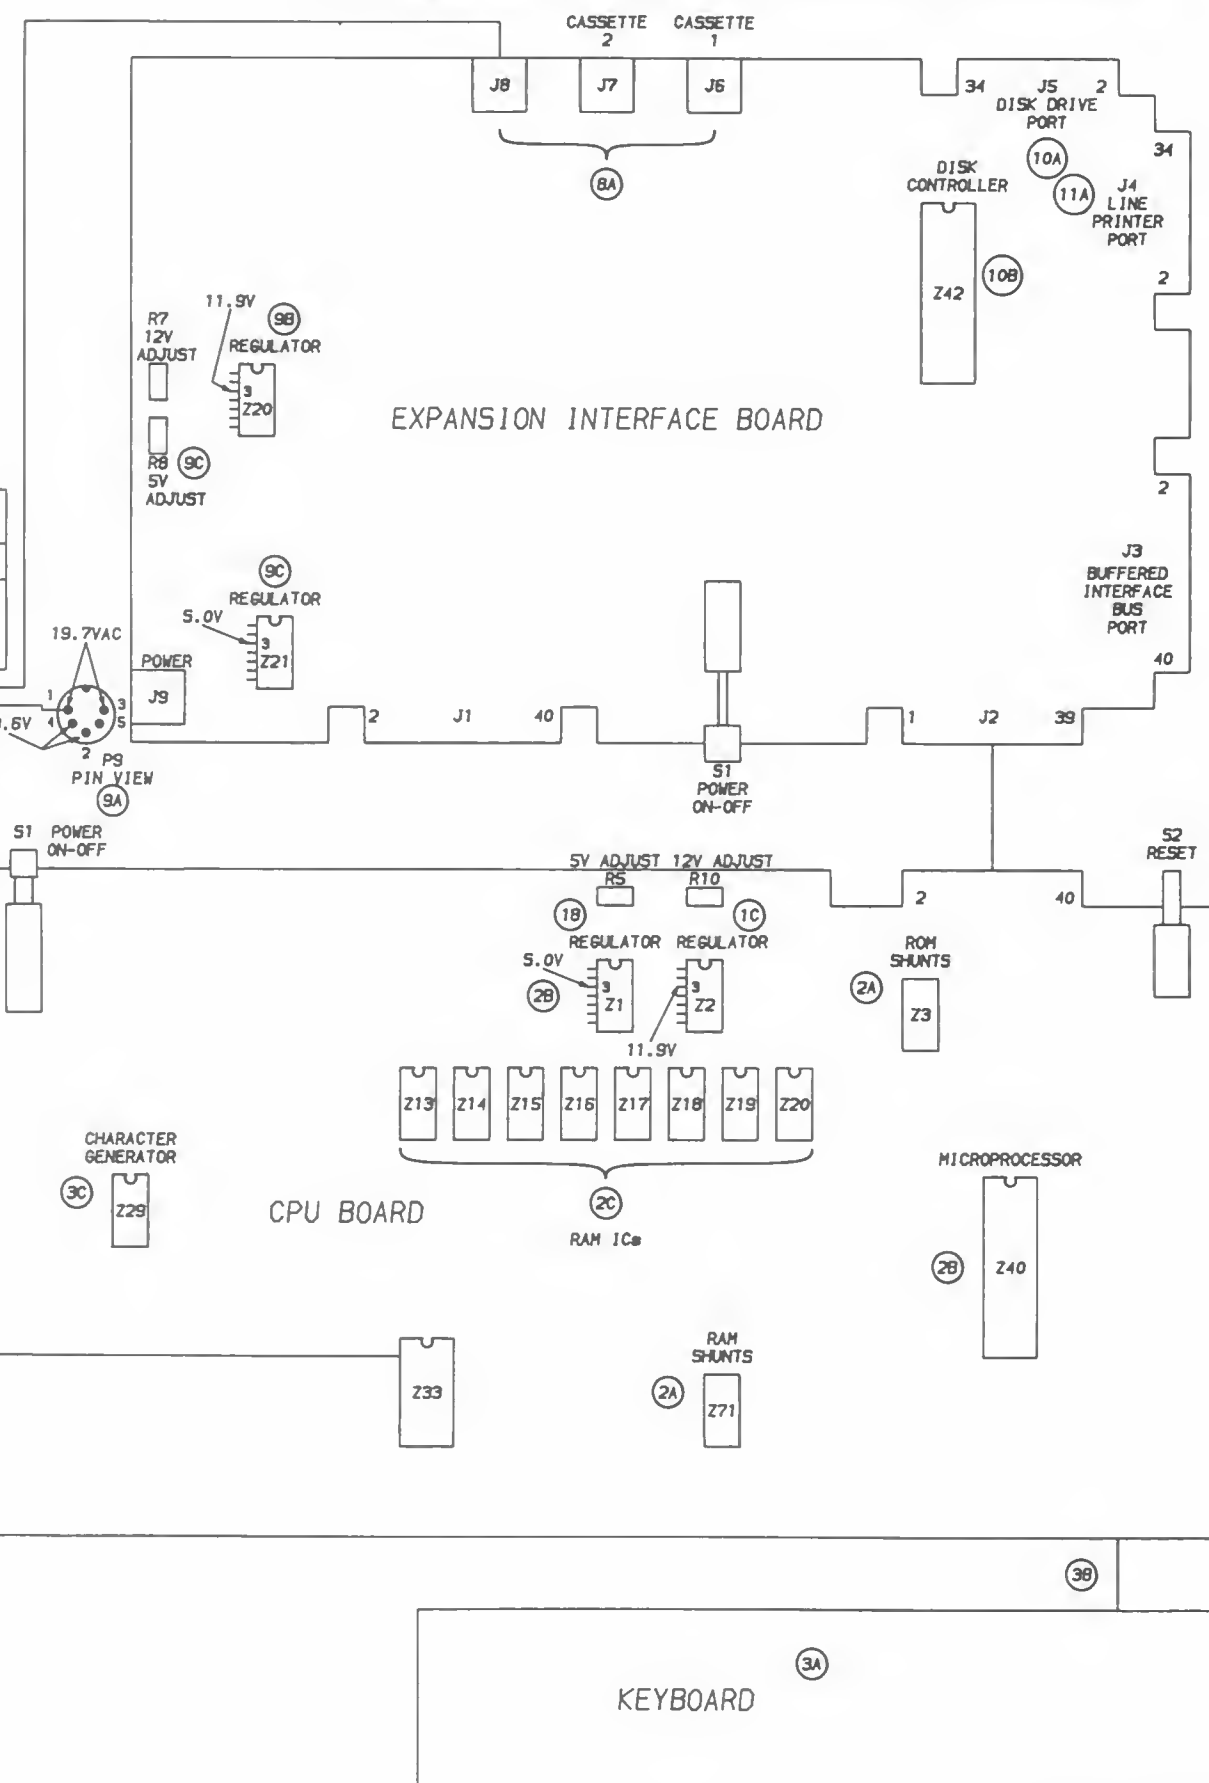 CASSETTE 2
CASSETTE 1
J8
J7
J6
34 J5 2
DISK DRIVE
PORT
8A
10A
11A
34
J4
LINE
PRINTER
PORT
2
DISK
CONTROLLER
Z42
10B
11.9V
9B
R7
12V
ADJUST
REGULATOR
3
Z20
EXPANSION INTERFACE BOARD
R8
5V
ADJUST
9C
9C
REGULATOR
5.0V
3
Z21
2
J3
BUFFERED
INTERFACE
BUS
PORT
40
19.7VAC
POWER
J9
1
3
4
5
.6V
2
P9
PIN VIEW
9A
2 J1 40
1 J2 39
S1
POWER
ON-OFF
S1 POWER
ON-OFF
S2
RESET
5V ADJUST
R5
12V ADJUST
R10
2 40
1B
1C
REGULATOR
REGULATOR
5.0V
2B
3
Z1
3
Z2
11.9V
ROM
SHUNTS
2A
Z3
Z13 Z14 Z15 Z16 Z17 Z18 Z19 Z20
2C
RAM ICs
CHARACTER
GENERATOR
3C
Z29
CPU BOARD
MICROPROCESSOR
2B
Z40
Z33
RAM
SHUNTS
2A
Z71
3B
3A
KEYBOARD